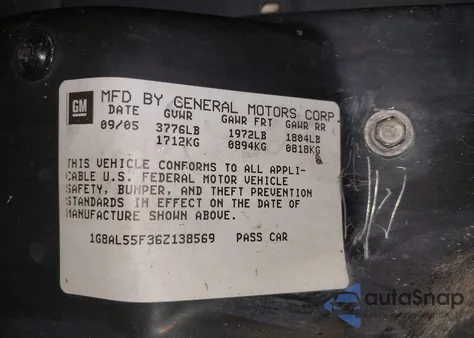 GM
MFD BY GENERAL MOTORS CORP
DATE GVWR GAWR FRT GAWR RR
09/05 3776LB 1972LB 1804LB
1712KG 0894KG 0818KG
THIS VEHICLE CONFORMS TO ALL APPLI-
CABLE U.S. FEDERAL MOTOR VEHICLE
SAFETY, BUMPER, AND THEFT PREVENTION
STANDARDS IN EFFECT ON THE DATE OF
MANUFACTURE SHOWN ABOVE.
1G8AL55F36Z138569 PASS CAR
autoSnap